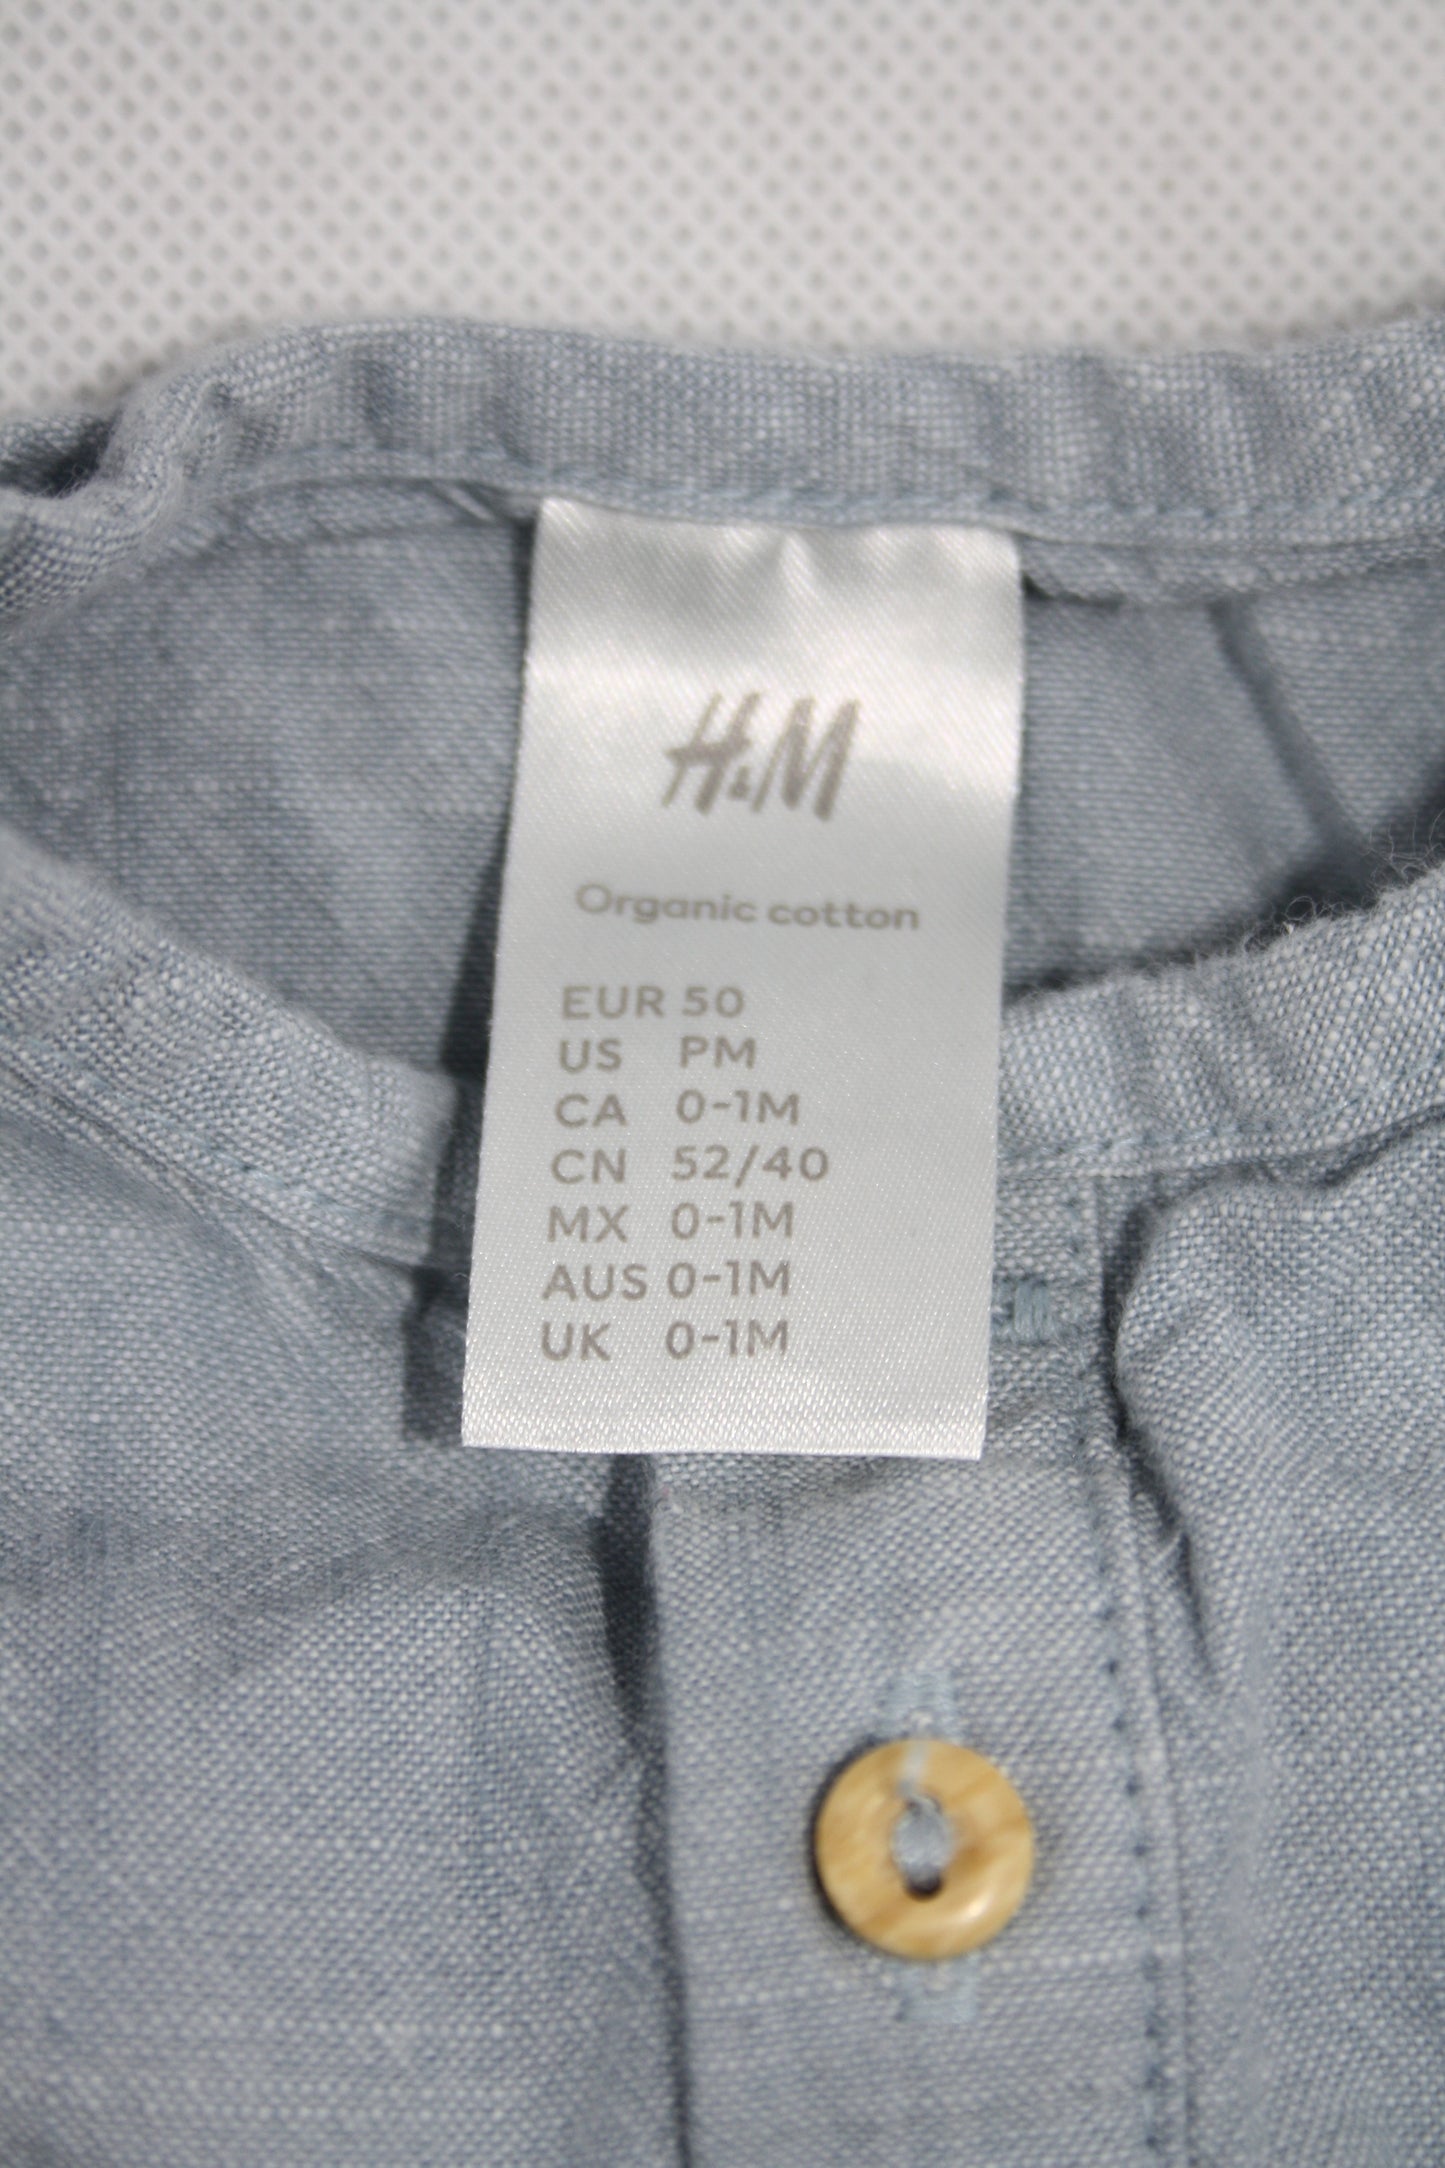 H&M
Organic cotton
EUR 50
US PM
CA 0-1M
CN 52/40
MX 0-1M
AUS 0-1M
UK 0-1M